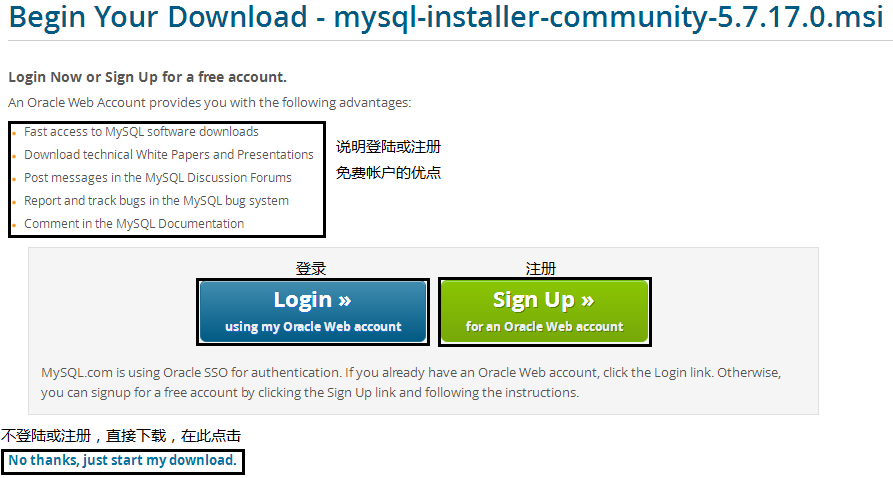 Begin Your Download - mysql-installer-community-5.7.17.0.msi
Login Now or Sign Up for a free account.
An Oracle Web Account provides you with the following advantages:
Fast access to MySQL software downloads
Download technical White Papers and Presentations
Post messages in the MySQL Discussion Forums
Report and track bugs in the MySQL bug system
Comment in the MySQL Documentation
说明登陆或注册
免费帐户的优点
登录
Login »
using my Oracle Web account
注册
Sign Up »
for an Oracle Web account
MySQL.com is using Oracle SSO for authentication. If you already have an Oracle Web account, click the Login link. Otherwise,
you can signup for a free account by clicking the Sign Up link and following the instructions.
不登陆或注册，直接下载，在此点击
No thanks, just start my download.